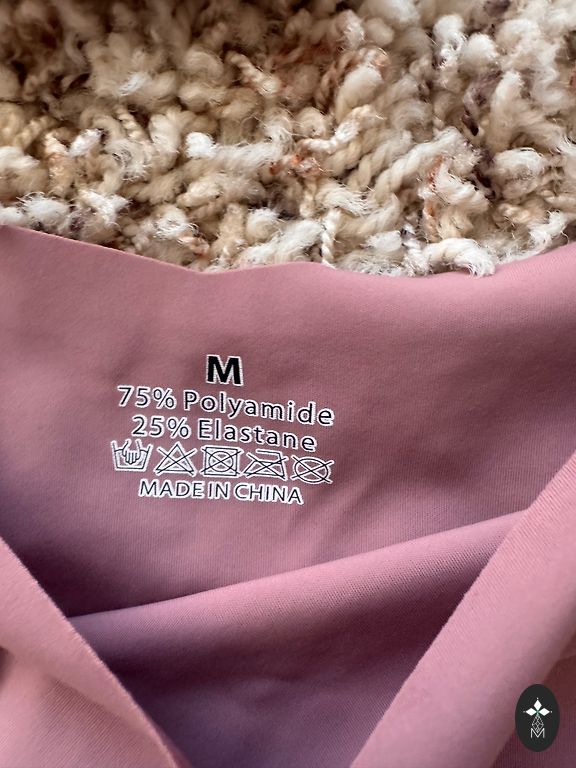 M
75% Polyamide
25% Elastane
MADE IN CHINA
M